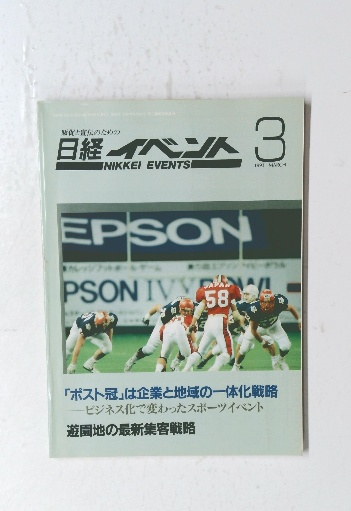 販促と宣伝のための
日経イベント
NIKKEI EVENTS
3
MARCH
EPSON
EPSON IVY BOWL
JAPAN
58
「ポスト冠」は企業と地域の一体化戦略
──ビジネス化で変わったスポーツイベント
遊園地の最新集客戦略